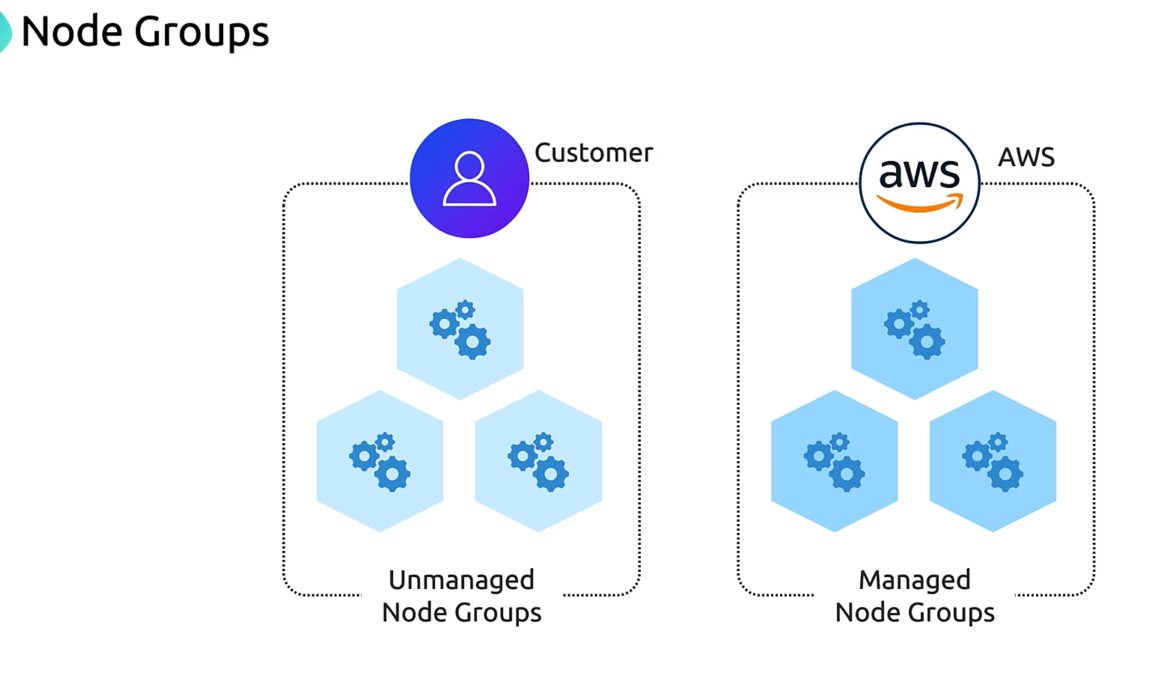 Node Groups
Customer
aws
AWS
Unmanaged
Node Groups
Managed
Node Groups